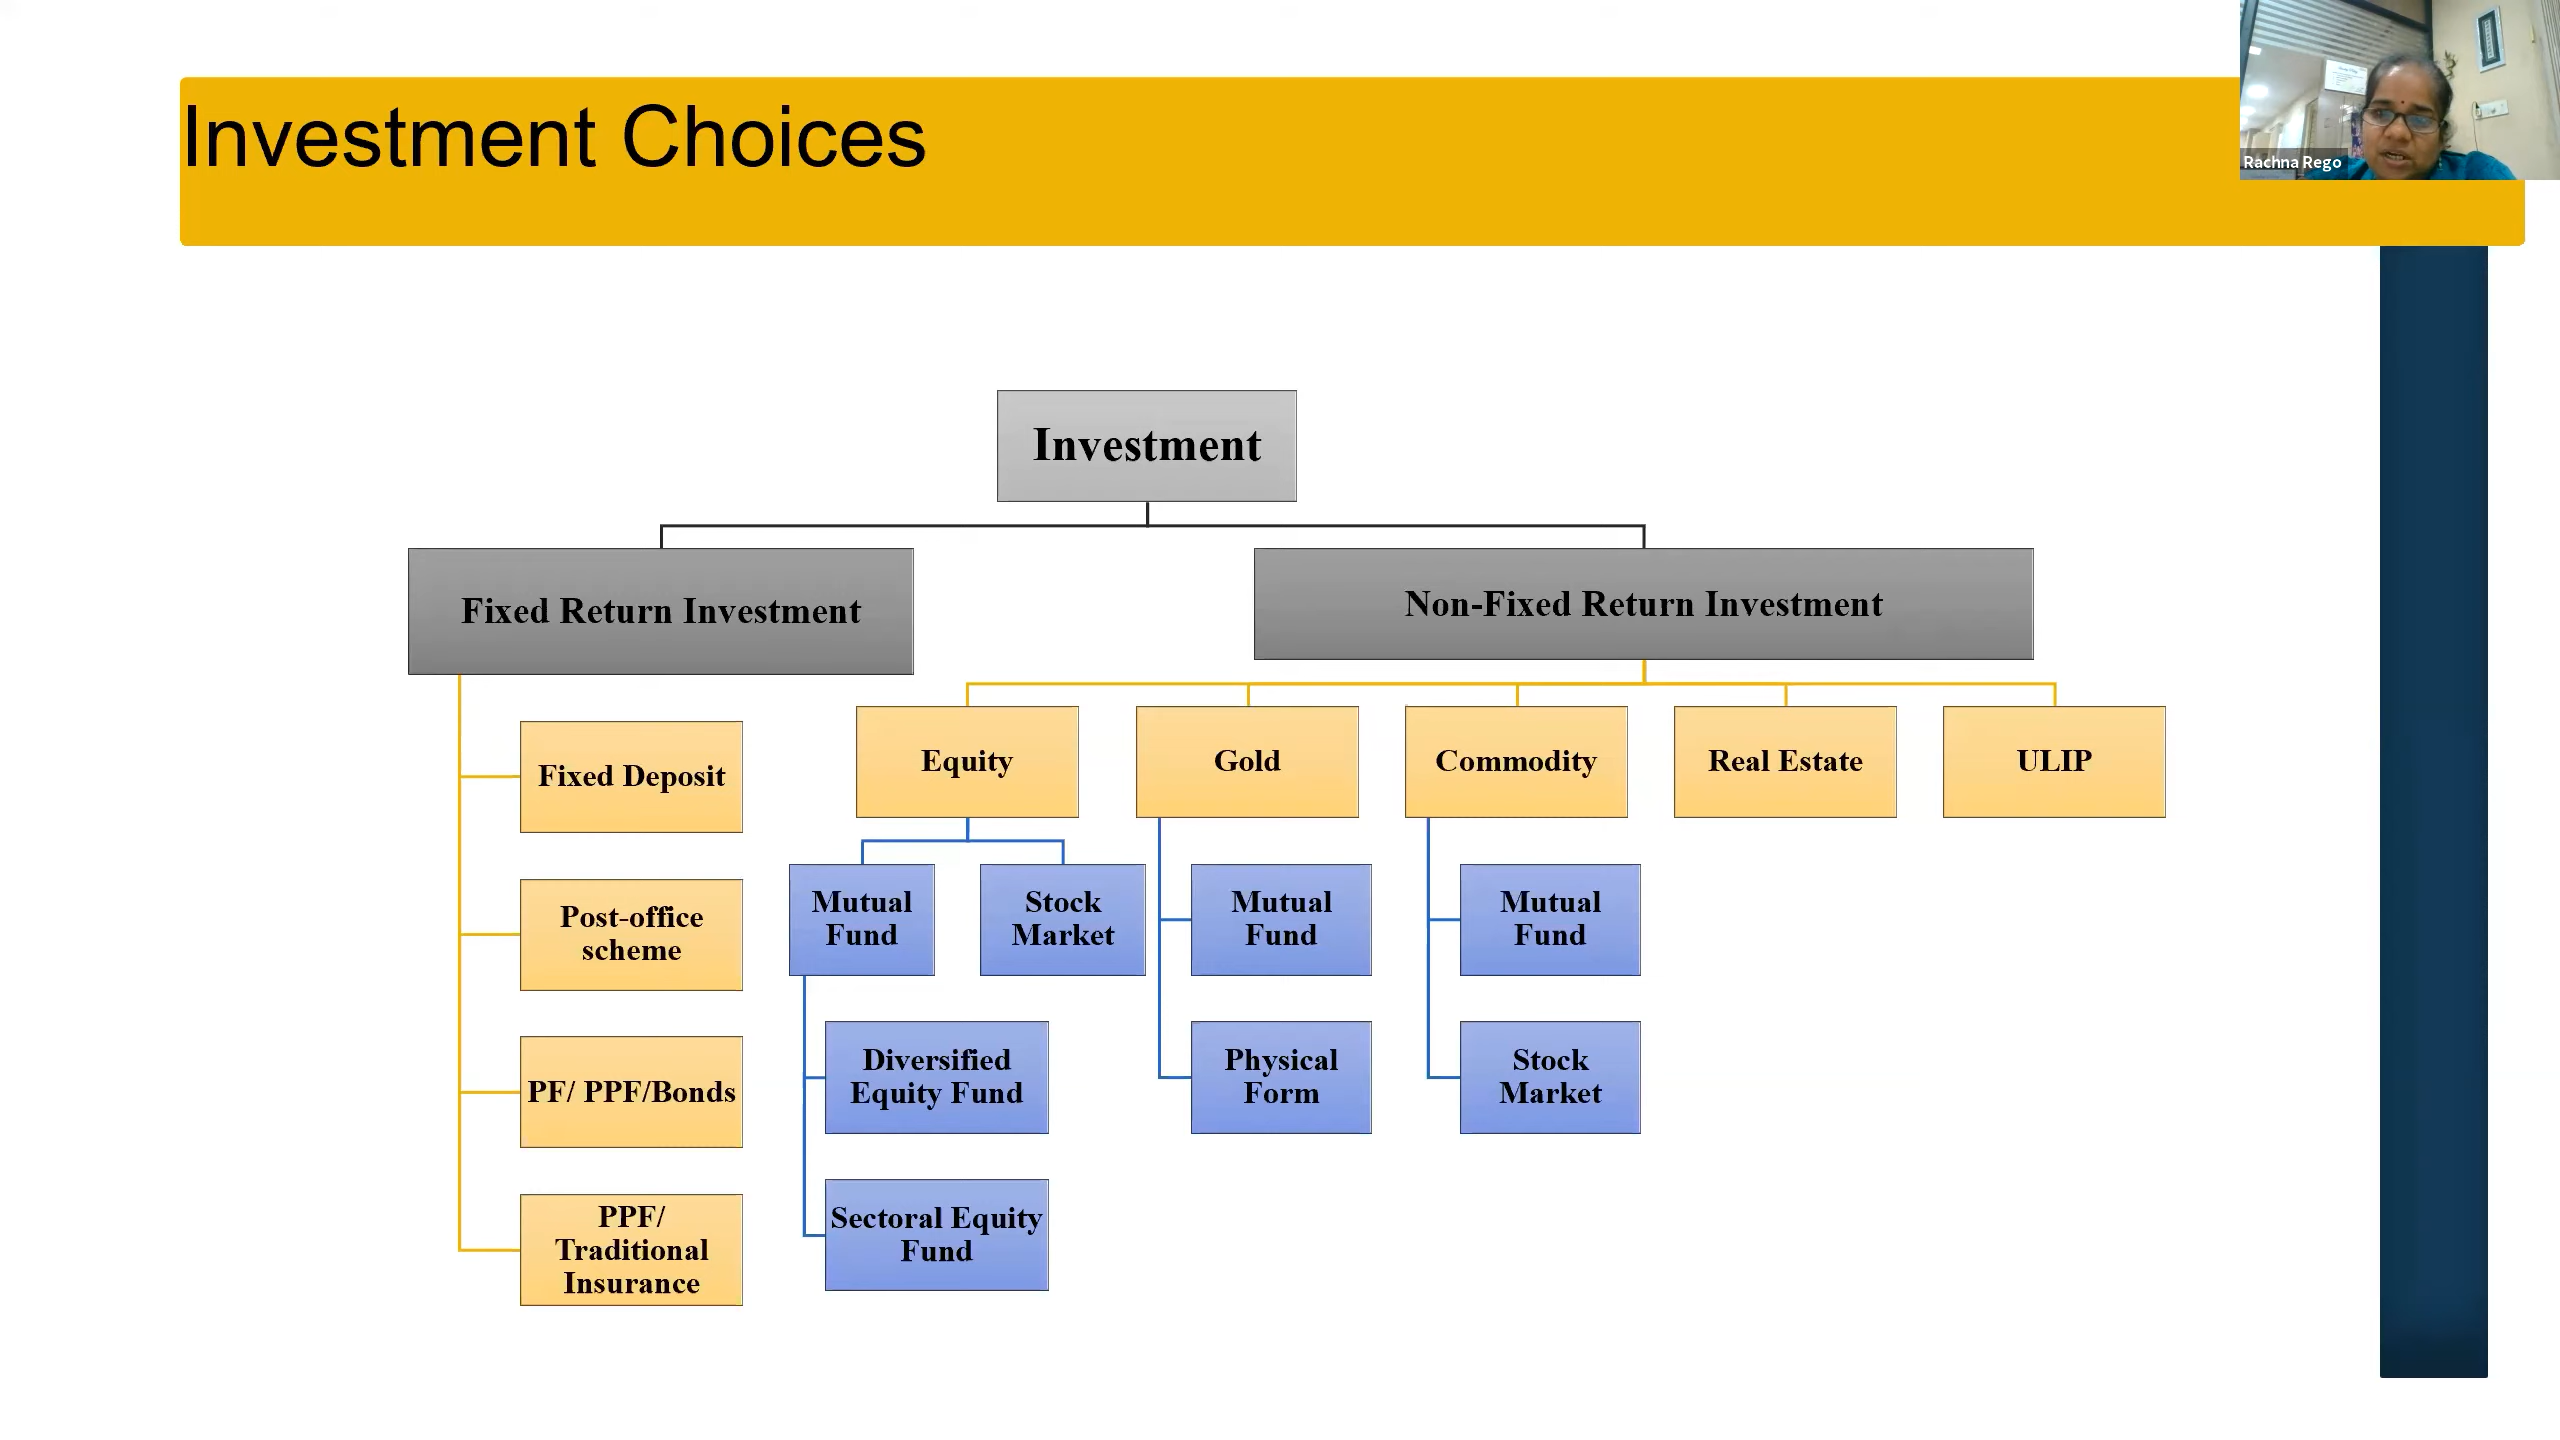 Investment Choices
Rachna Rego
Investment
Fixed Return Investment
Non-Fixed Return Investment
Fixed Deposit
Post-office
scheme
PF/ PPF/Bonds
PPF/
Traditional
Insurance
Equity
Mutual
Fund
Diversified
Equity Fund
Sectoral Equity
Fund
Stock
Market
Gold
Mutual
Fund
Physical
Form
Commodity
Mutual
Fund
Stock
Market
Real Estate
ULIP